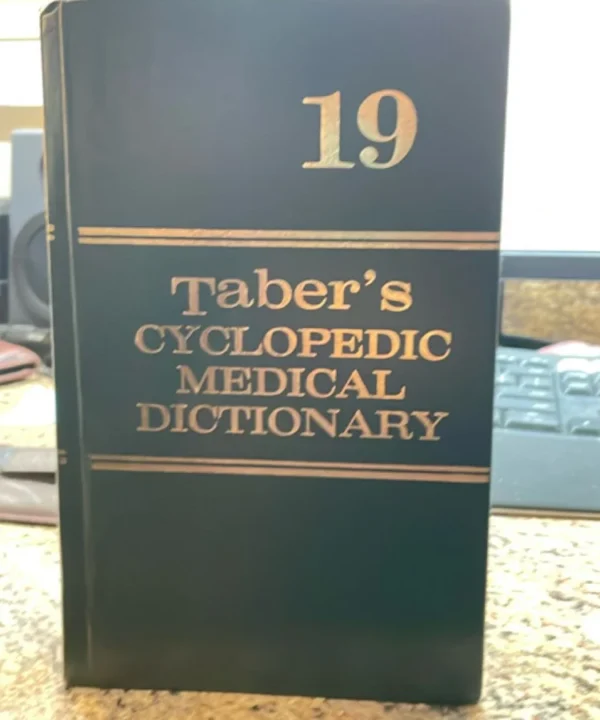 19
Taber's
CYCLOPEDIC
MEDICAL
DICTIONARY